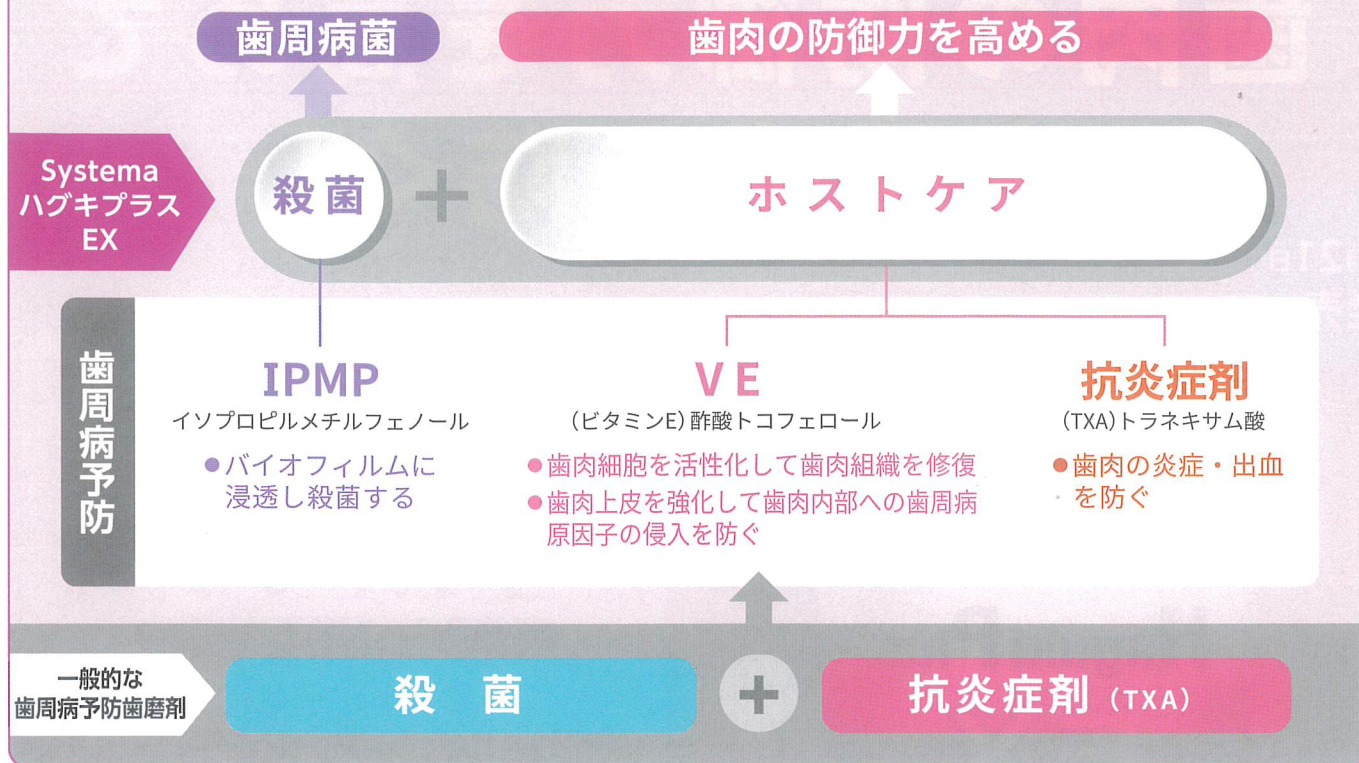 歯周病菌
歯肉の防御力を高める
Systema
ハグキプラス
EX
殺菌
+
ホストケア
歯周病予防
IPMP
イソプロピルメチルフェノール
●バイオフィルムに
浸透し殺菌する
VE
(ビタミンE)酢酸トコフェロール
●歯肉細胞を活性化して歯肉組織を修復
●歯肉上皮を強化して歯肉内部への歯周病
原因子の侵入を防ぐ
抗炎症剤
(TXA)トラネキサム酸
●歯肉の炎症・出血
を防ぐ
一般的な
歯周病予防歯磨剤
殺菌
+
抗炎症剤(TXA)